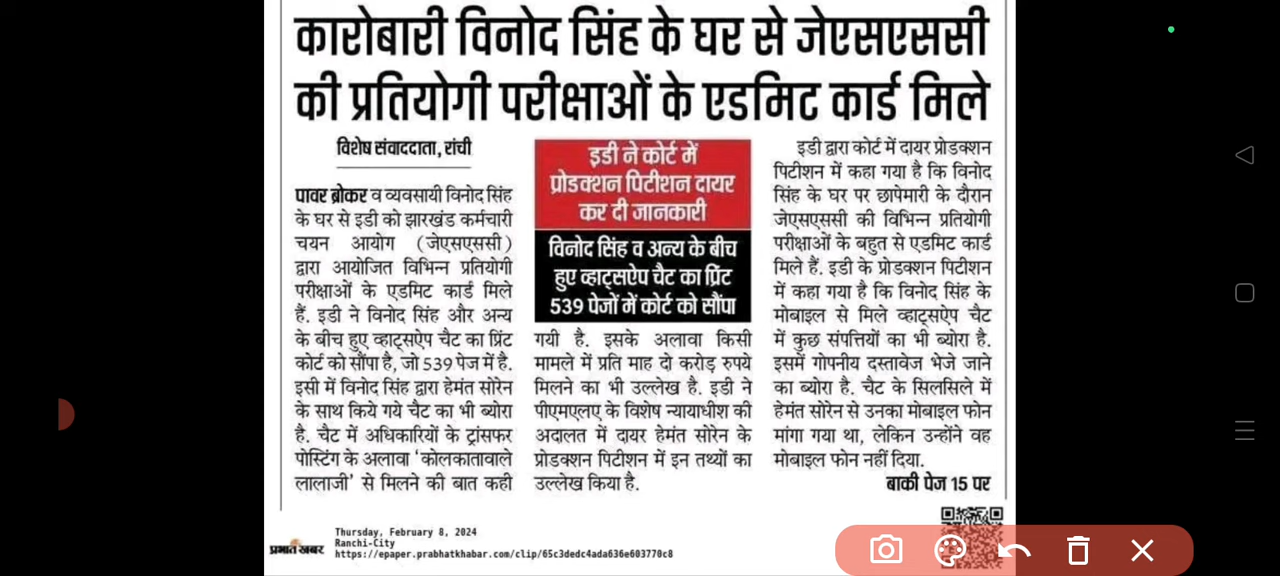 कारोबारी विनोद सिंह के घर से जेएसएससी
की प्रतियोगी परीक्षाओं के एडमिट कार्ड मिले
विशेष संवाददाता, रांची
पावर ब्रोकर व व्यवसायी विनोद सिंह
के घर से इडी को झारखंड कर्मचारी
चयन आयोग (जेएसएससी)
द्वारा आयोजित विभिन्न प्रतियोगी
परीक्षाओं के एडमिट कार्ड मिले
हैं. इडी ने विनोद सिंह और अन्य
के बीच हुए व्हाट्सऐप चैट का प्रिंट
कोर्ट को सौंपा है, जो 539 पेज में है.
इसी में विनोद सिंह द्वारा हेमंत सोरेन
के साथ किये गये चैट का भी ब्योरा
है. चैट में अधिकारियों के ट्रांसफर
पोस्टिंग के अलावा 'कोलकातावाले
लालाजी' से मिलने की बात कही
इडी ने कोर्ट में
प्रोडक्शन पिटीशन दायर
कर दी जानकारी
विनोद सिंह व अन्य के बीच
हुए व्हाट्सऐप चैट का प्रिंट
539 पेजों में कोर्ट को सौंपा
गयी है. इसके अलावा किसी
मामले में प्रति माह दो करोड़ रुपये
मिलने का भी उल्लेख है. इडी ने
पीएमएलए के विशेष न्यायाधीश की
अदालत में दायर हेमंत सोरेन के
प्रोडक्शन पिटीशन में इन तथ्यों का
उल्लेख किया है.
इडी द्वारा कोर्ट में दायर प्रोडक्शन
पिटीशन में कहा गया है कि विनोद
सिंह के घर पर छापेमारी के दौरान
जेएसएससी की विभिन्न प्रतियोगी
परीक्षाओं के बहुत से एडमिट कार्ड
मिले हैं. इडी के प्रोडक्शन पिटीशन
में कहा गया है कि विनोद सिंह के
मोबाइल से मिले व्हाट्सऐप चैट
में कुछ संपत्तियों का भी ब्योरा है.
इसमें गोपनीय दस्तावेज भेजे जाने
का ब्योरा है. चैट के सिलसिले में
हेमंत सोरेन से उनका मोबाइल फोन
मांगा गया था, लेकिन उन्होंने वह
मोबाइल फोन नहीं दिया.
बाकी पेज 15 पर
प्रभात खबर
Thursday, February 8, 2024
Ranchi-City
https://epaper.prabhatkhabar.com/clip/65c3dedc4ada636e603770c8